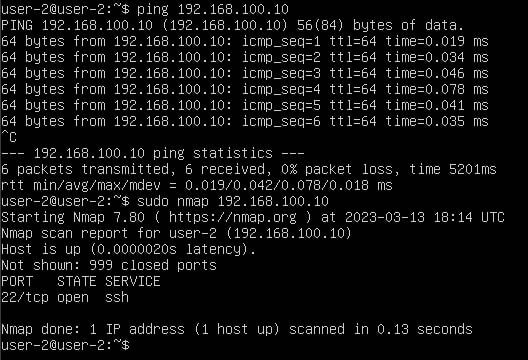 user-2@user-2:~$ ping 192.168.100.10
PING 192.168.100.10 (192.168.100.10) 56(84) bytes of data.
64 bytes from 192.168.100.10: icmp_seq=1 ttl=64 time=0.019 ms
64 bytes from 192.168.100.10: icmp_seq=2 ttl=64 time=0.034 ms
64 bytes from 192.168.100.10: icmp_seq=3 ttl=64 time=0.046 ms
64 bytes from 192.168.100.10: icmp_seq=4 ttl=64 time=0.078 ms
64 bytes from 192.168.100.10: icmp_seq=5 ttl=64 time=0.041 ms
64 bytes from 192.168.100.10: icmp_seq=6 ttl=64 time=0.035 ms
^C
--- 192.168.100.10 ping statistics ---
6 packets transmitted, 6 received, 0% packet loss, time 5201ms
rtt min/avg/max/mdev = 0.019/0.042/0.078/0.018 ms
user-2@user-2:~$ sudo nmap 192.168.100.10
Starting Nmap 7.80 ( https://nmap.org ) at 2023-03-13 18:14 UTC
Nmap scan report for user-2 (192.168.100.10)
Host is up (0.0000020s latency).
Not shown: 999 closed ports
PORT   STATE SERVICE
22/tcp open  ssh
Nmap done: 1 IP address (1 host up) scanned in 0.13 seconds
user-2@user-2:~$